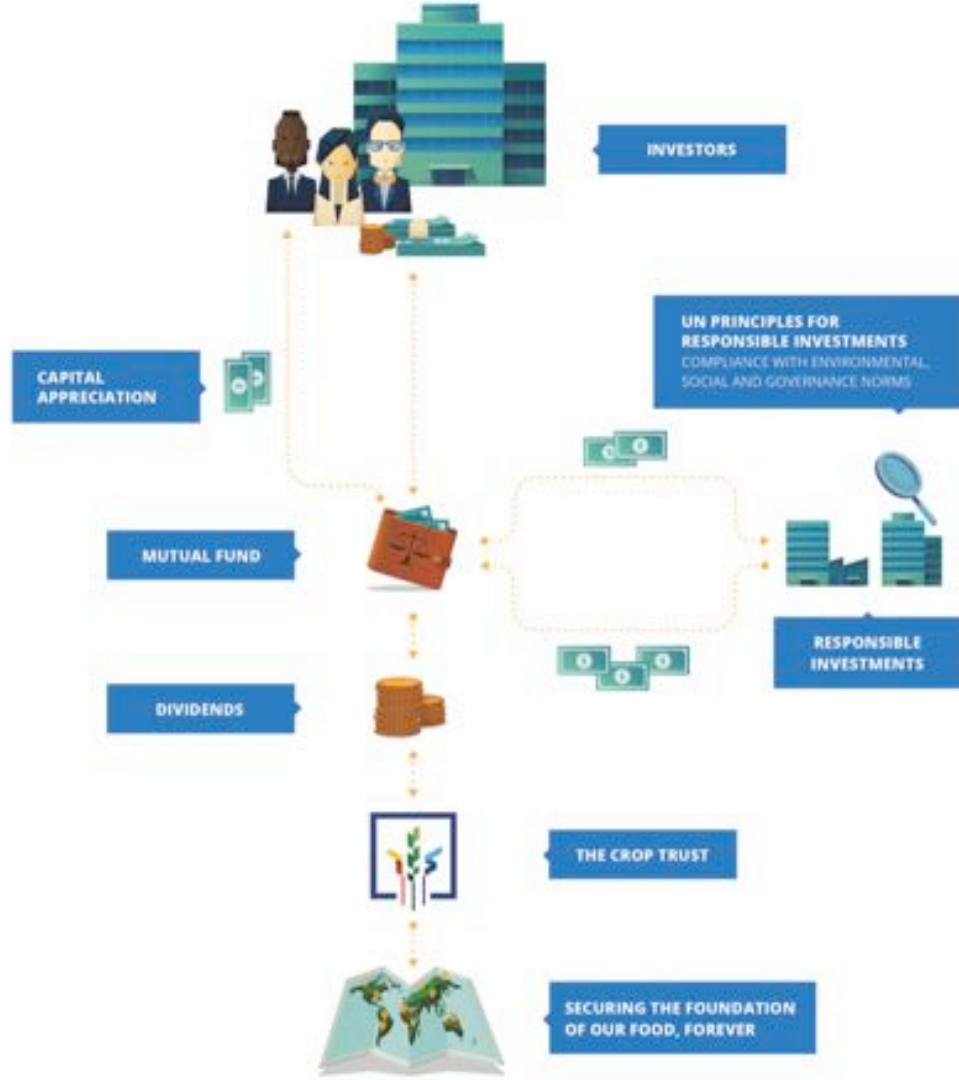 INVESTORS
UN PRINCIPLES FOR
RESPONSIBLE INVESTMENTS
COMPLIANCE WITH ENVIRONMENTAL,
SOCIAL AND GOVERNANCE NORMS
CAPITAL
APPRECIATION
MUTUAL FUND
RESPONSIBLE
INVESTMENTS
DIVIDENDS
THE CROP TRUST
SECURING THE FOUNDATION
OF OUR FOOD, FOREVER